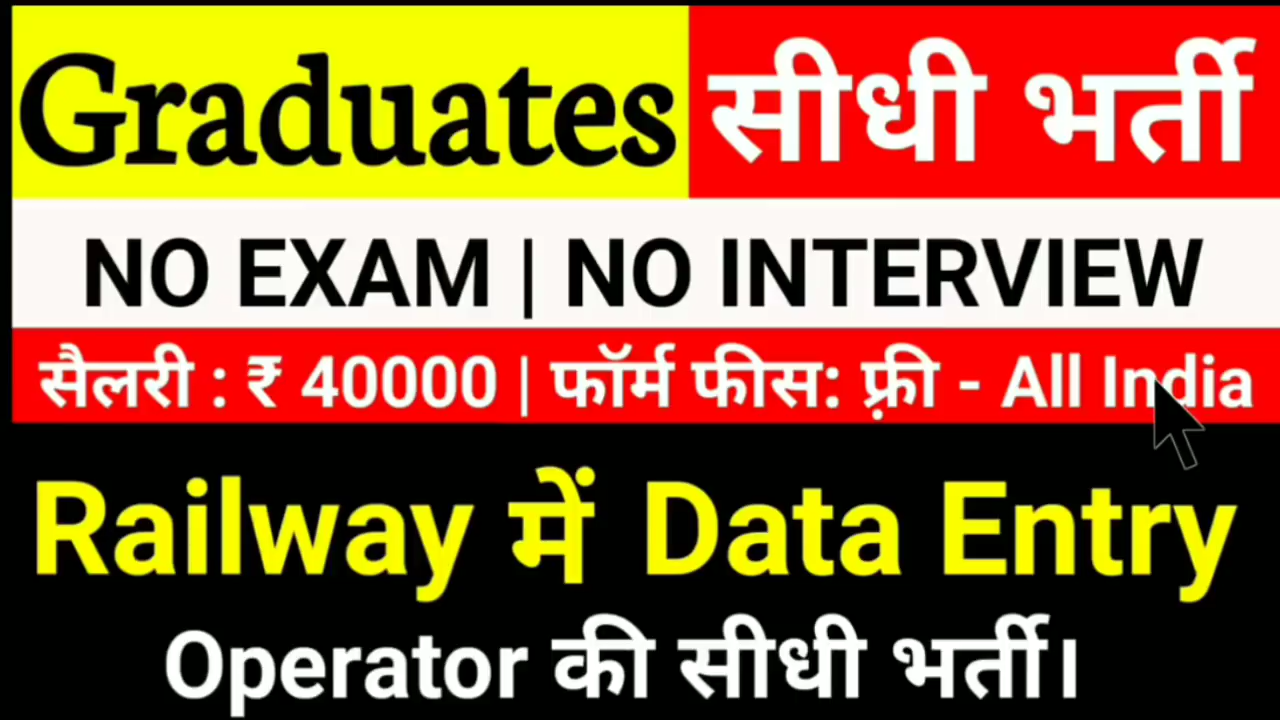 Graduates सीधी भर्ती
NO EXAM | NO INTERVIEW
सैलरी : ₹ 40000 | फॉर्म फीस: फ़्री - All India
Railway में Data Entry
Operator की सीधी भर्ती।